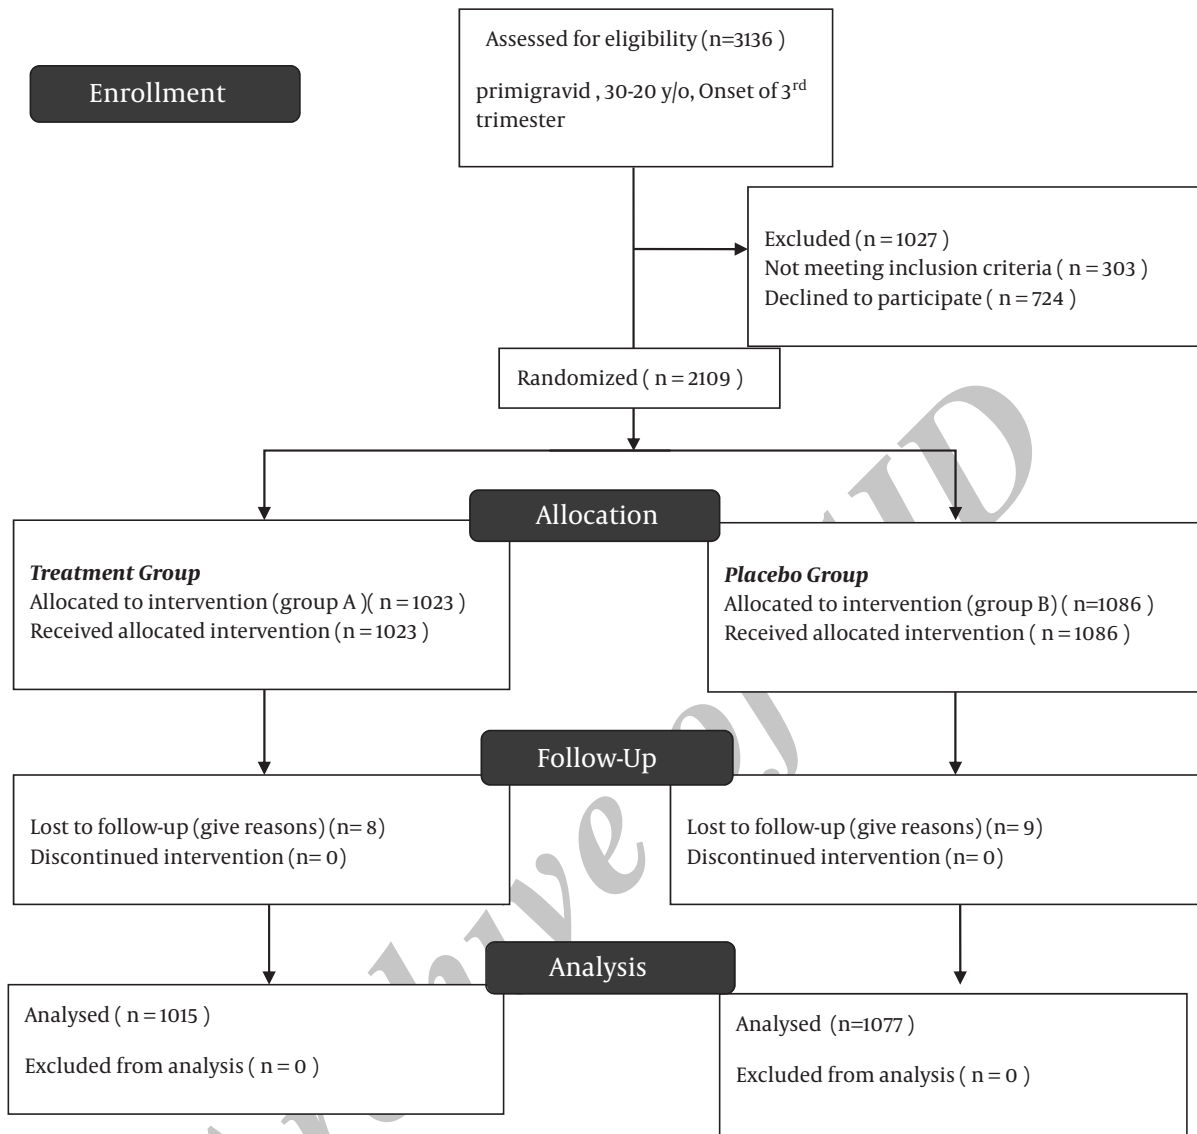 Assessed for eligibility (n=3136)
primigravid , 30-20 y/o, Onset of 3rd
trimester
Enrollment
Excluded (n = 1027)
Not meeting inclusion criteria ( n = 303)
Declined to participate ( n = 724 )
Randomized ( n = 2109 )
Allocation
Treatment Group
Allocated to intervention (group A )( n = 1023)
Received allocated intervention (n = 1023 )
Placebo Group
Allocated to intervention (group B) ( n=1086)
Received allocated intervention ( n = 1086 )
Follow-Up
Lost to follow-up (give reasons) (n= 8)
Discontinued intervention (n= 0)
Lost to follow-up (give reasons) (n= 9)
Discontinued intervention (n= 0)
Analysis
Analysed ( n = 1015 )
Excluded from analysis ( n = 0 )
Analysed (n=1077)
Excluded from analysis ( n = 0 )